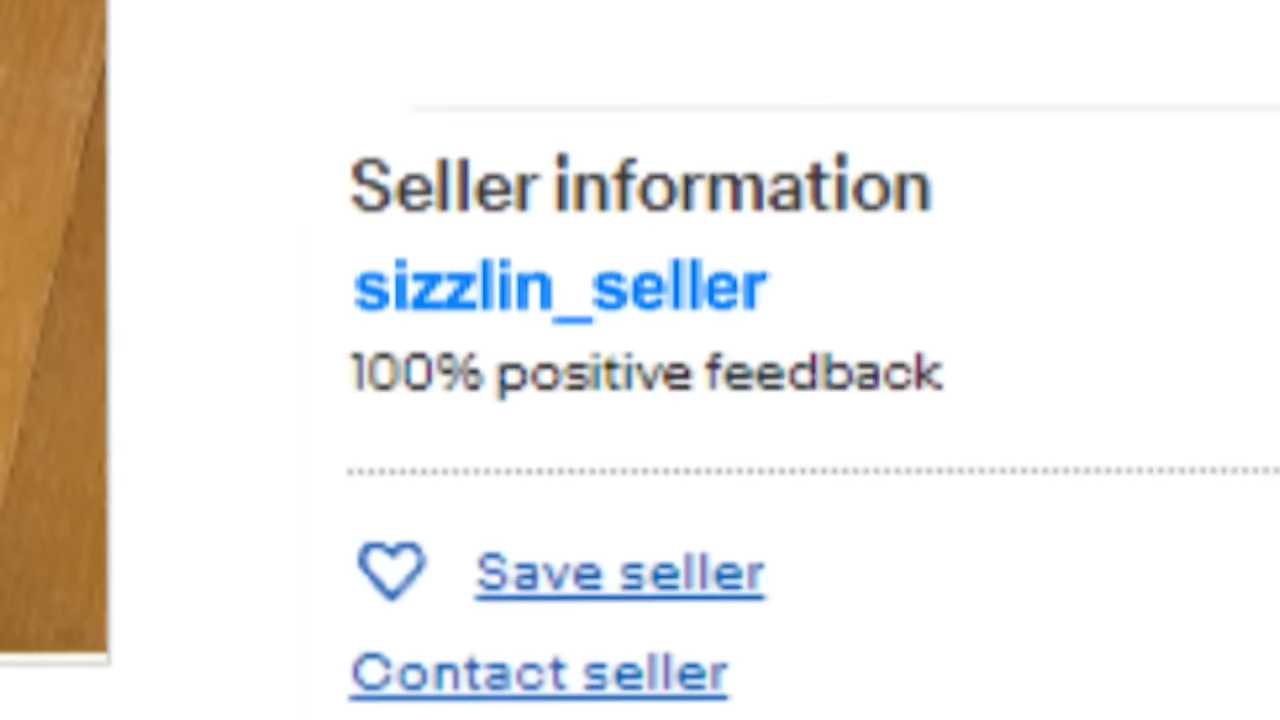 Seller information
sizzlin_seller
100% positive feedback
Save seller
Contact seller